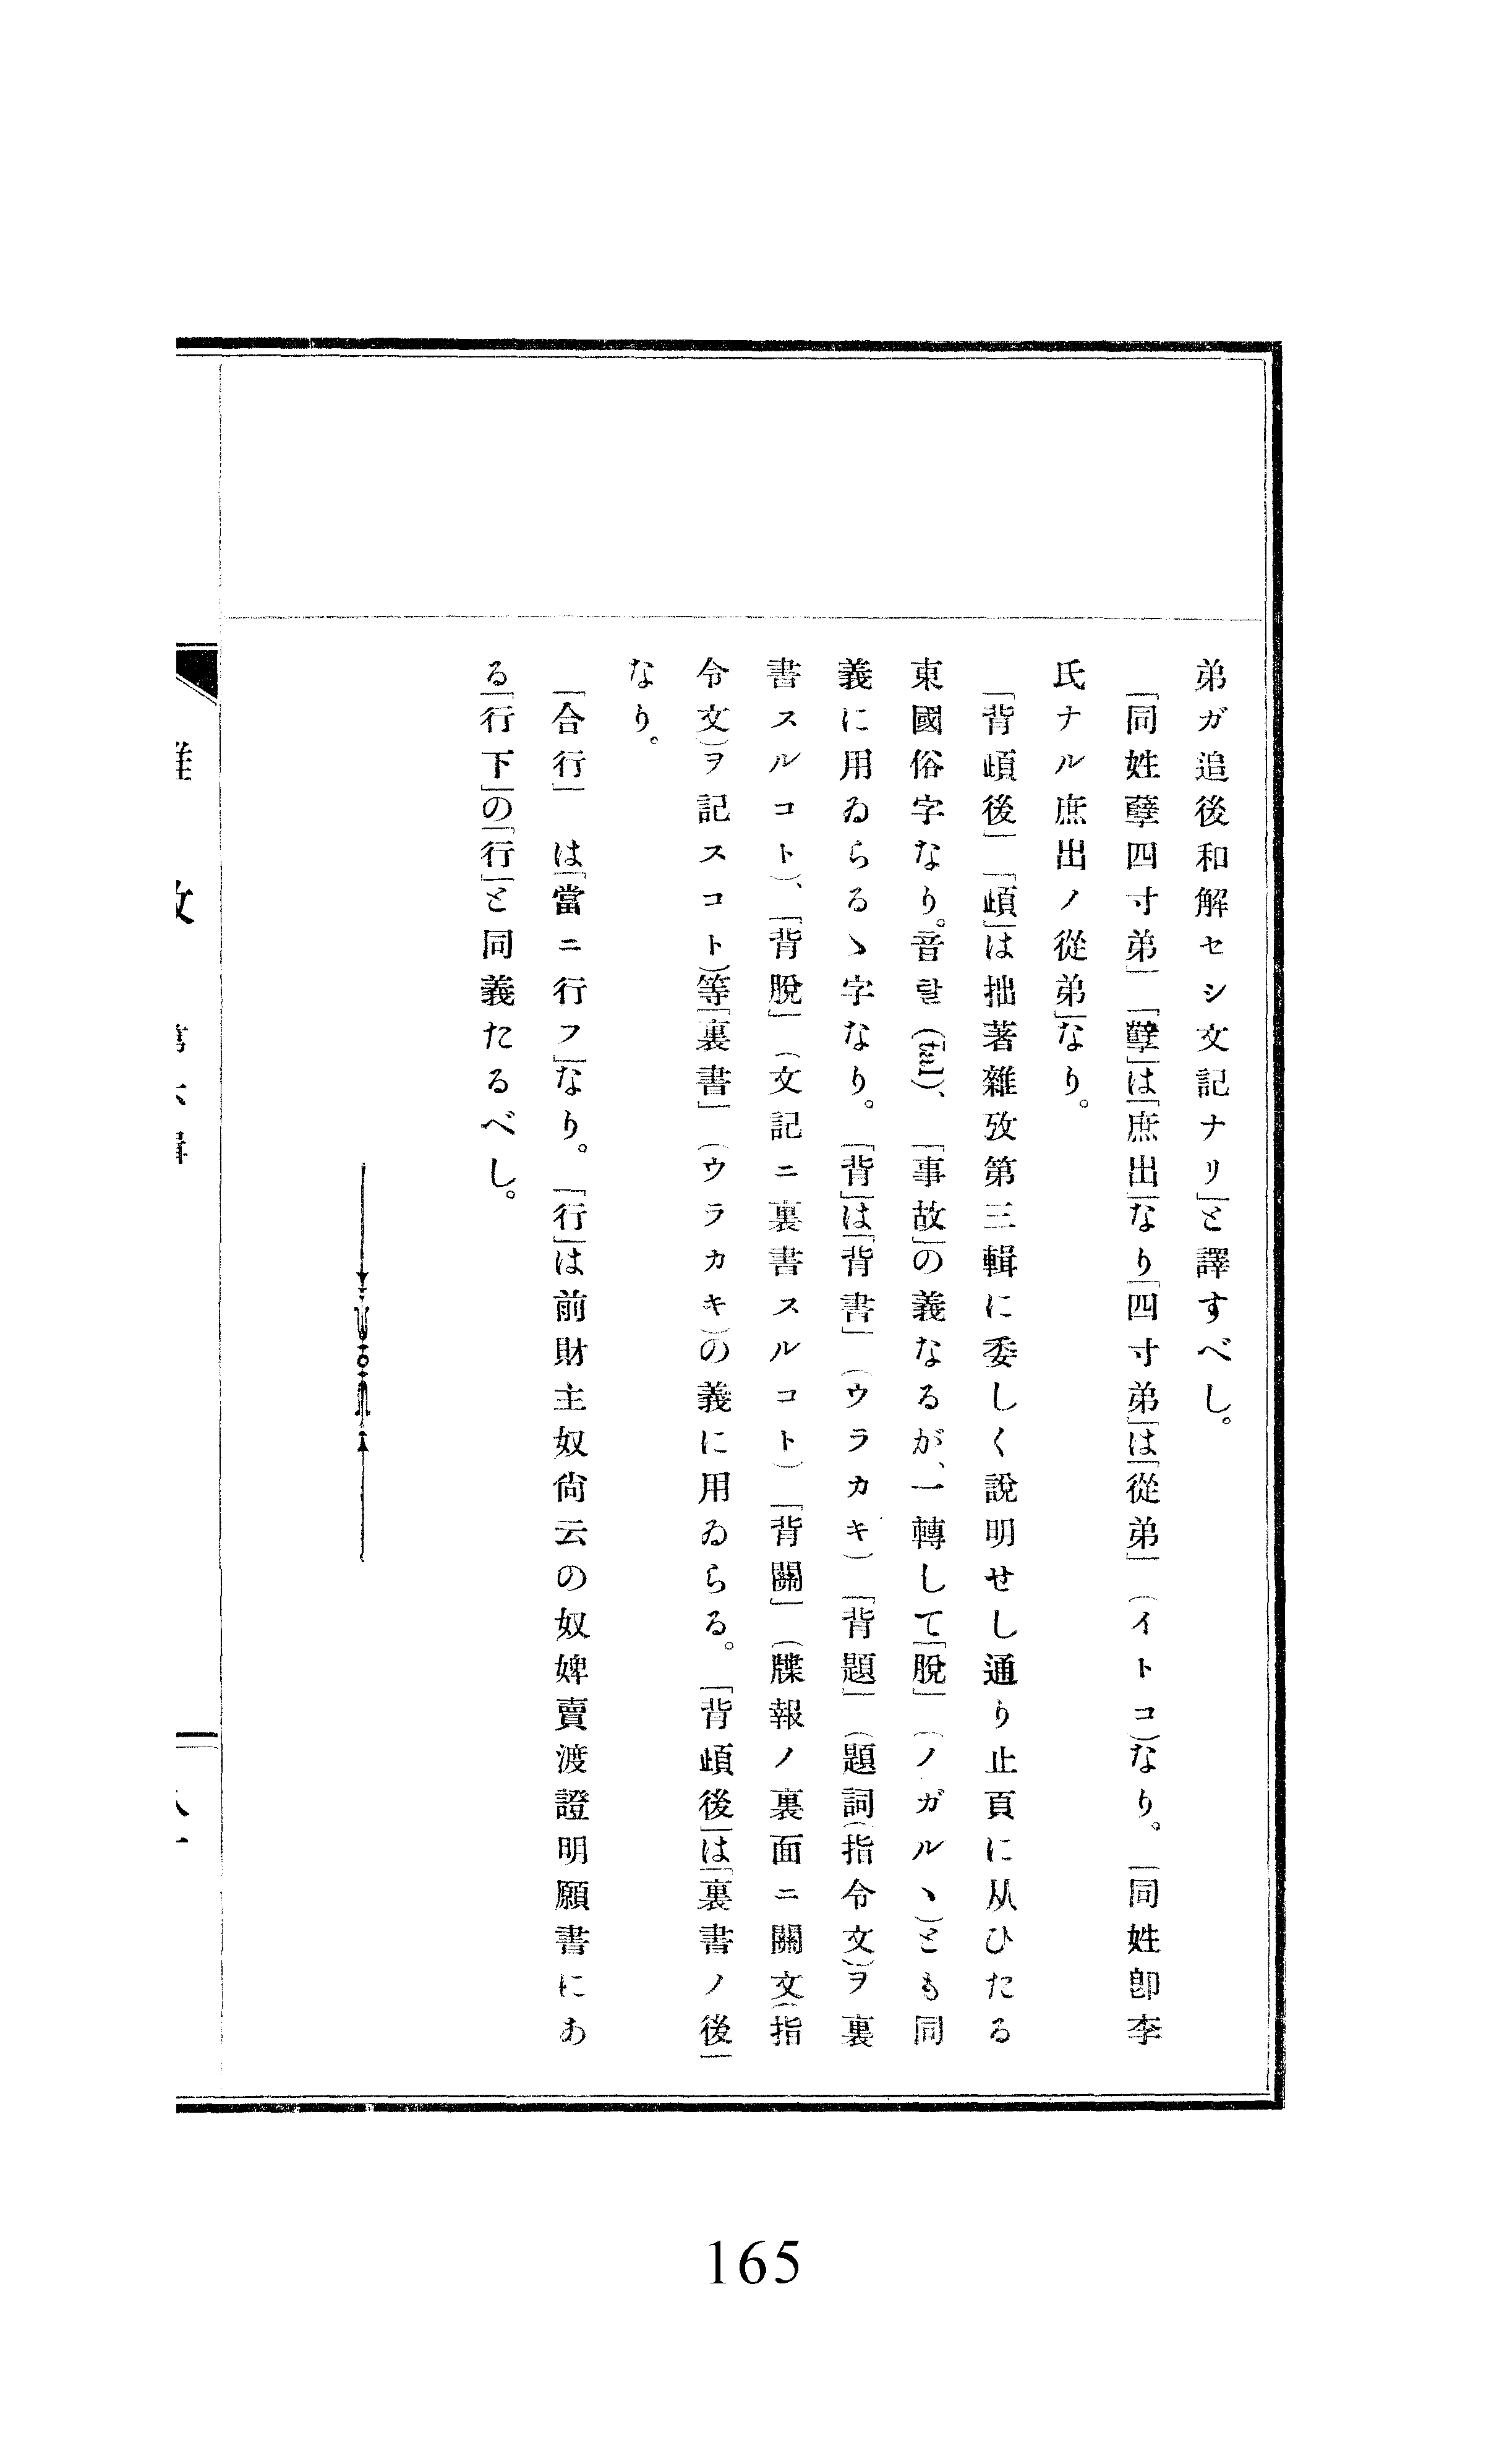 弟ガ追後和解セシ文記ナリ」と譯すべし。
「同姓孽四寸弟」「孽」は「庶出」なり「四寸弟」は「從弟」(イトコ)なり。「同姓卽李
氏ナル庶出ノ從弟」なり。
「背頉後」「頉」は拙著雜攷第三輯に委しく說明せし通り止頁に从ひたる
東國俗字なり。音탈(tal)、「事故」の義なるが、一轉して「脫」(ノガルヽ)とも同
義に用ゐらるゝ字なり。「背」は「背書」(ウラカキ)「背題」(題詞(指令文)ヲ裏
書スルコト)、「背脫」(文記ニ裏書スルコト)「背關」(牒報ノ裏面ニ關文(指
令文)ヲ記スコト)等「裏書」(ウラカキ)の義に用ゐらる。「背頉後」は「裏書ノ後」
なり。
「合行」は「當ニ行フ」なり。「行」は前財主奴尙云の奴婢賣渡證明願書にあ
る「行下」の「行」と同義たるべし。
165